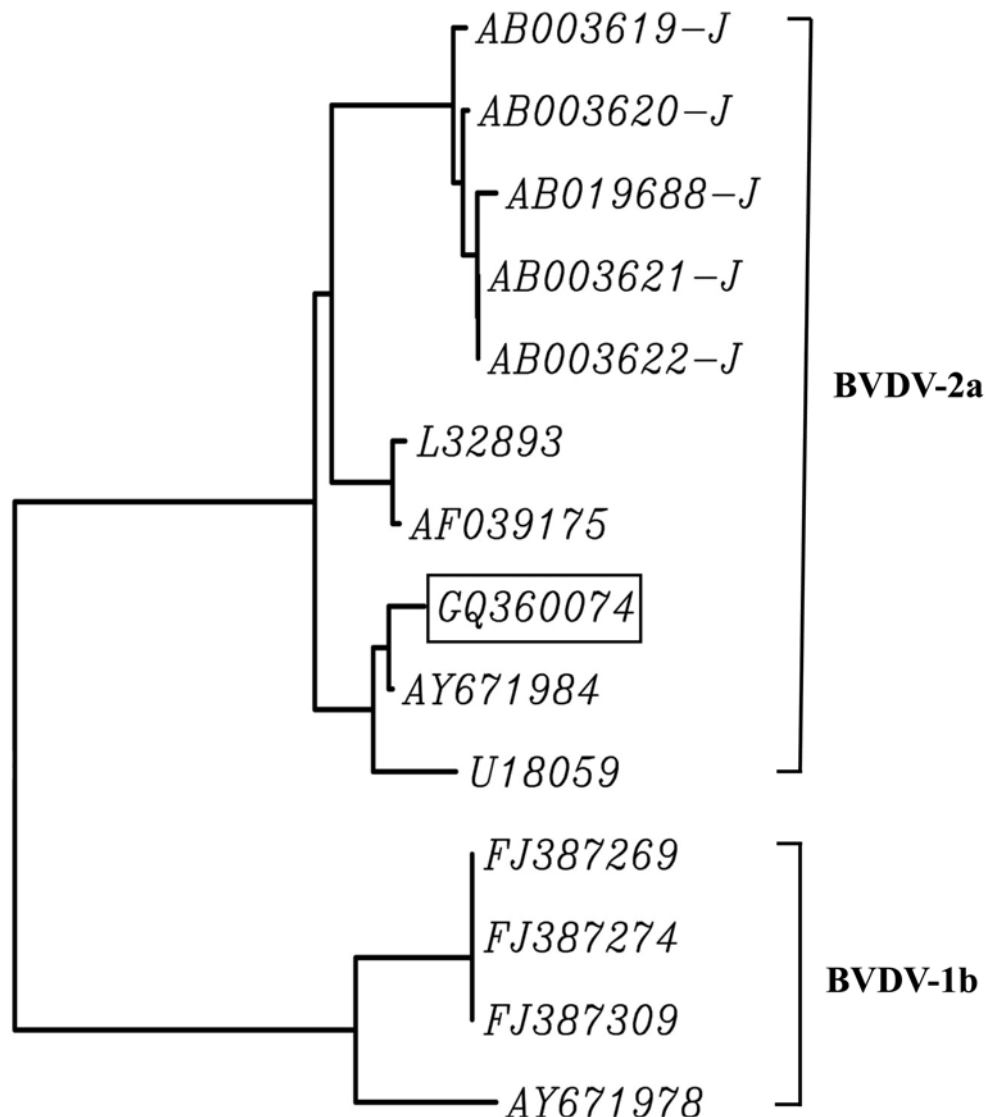 AB003619-J
AB003620-J
AB019688-J
AB003621-J
AB003622-J
BVDV-2a
L32893
AF039175
GQ360074
AY671984
U18059
FJ387269
FJ387274
BVDV-1b
FJ387309
AY671978